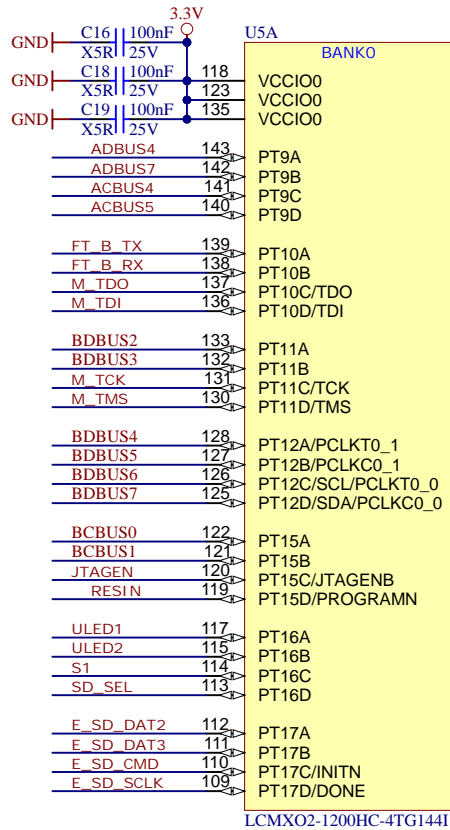 3.3V
C16 100nF
GND X5R 25V
C18 100nF
GND X5R 25V
C19 100nF
GND X5R 25V
U5A
BANK0
118 VCCIO0
123 VCCIO0
135 VCCIO0
ADBUS4 143 PT9A
ADBUS7 142 PT9B
ACBUS4 141 PT9C
ACBUS5 140 PT9D
FT_B_TX 139 PT10A
FT_B_RX 138 PT10B
M_TDO 137 PT10C/TDO
M_TDI 136 PT10D/TDI
BDBUS2 133 PT11A
BDBUS3 132 PT11B
M_TCK 131 PT11C/TCK
M_TMS 130 PT11D/TMS
BDBUS4 128 PT12A/PCLKT0_1
BDBUS5 127 PT12B/PCLKC0_1
BDBUS6 126 PT12C/SCL/PCLKT0_0
BDBUS7 125 PT12D/SDA/PCLKC0_0
BCBUS0 122 PT15A
BCBUS1 121 PT15B
JTAGEN 120 PT15C/JTAGENB
RESIN 119 PT15D/PROGRAMN
ULED1 117 PT16A
ULED2 115 PT16B
S1 114 PT16C
SD_SEL 113 PT16D
E_SD_DAT2 112 PT17A
E_SD_DAT3 111 PT17B
E_SD_CMD 110 PT17C/INITN
E_SD_SCLK 109 PT17D/DONE
LCMXO2-1200HC-4TG144I